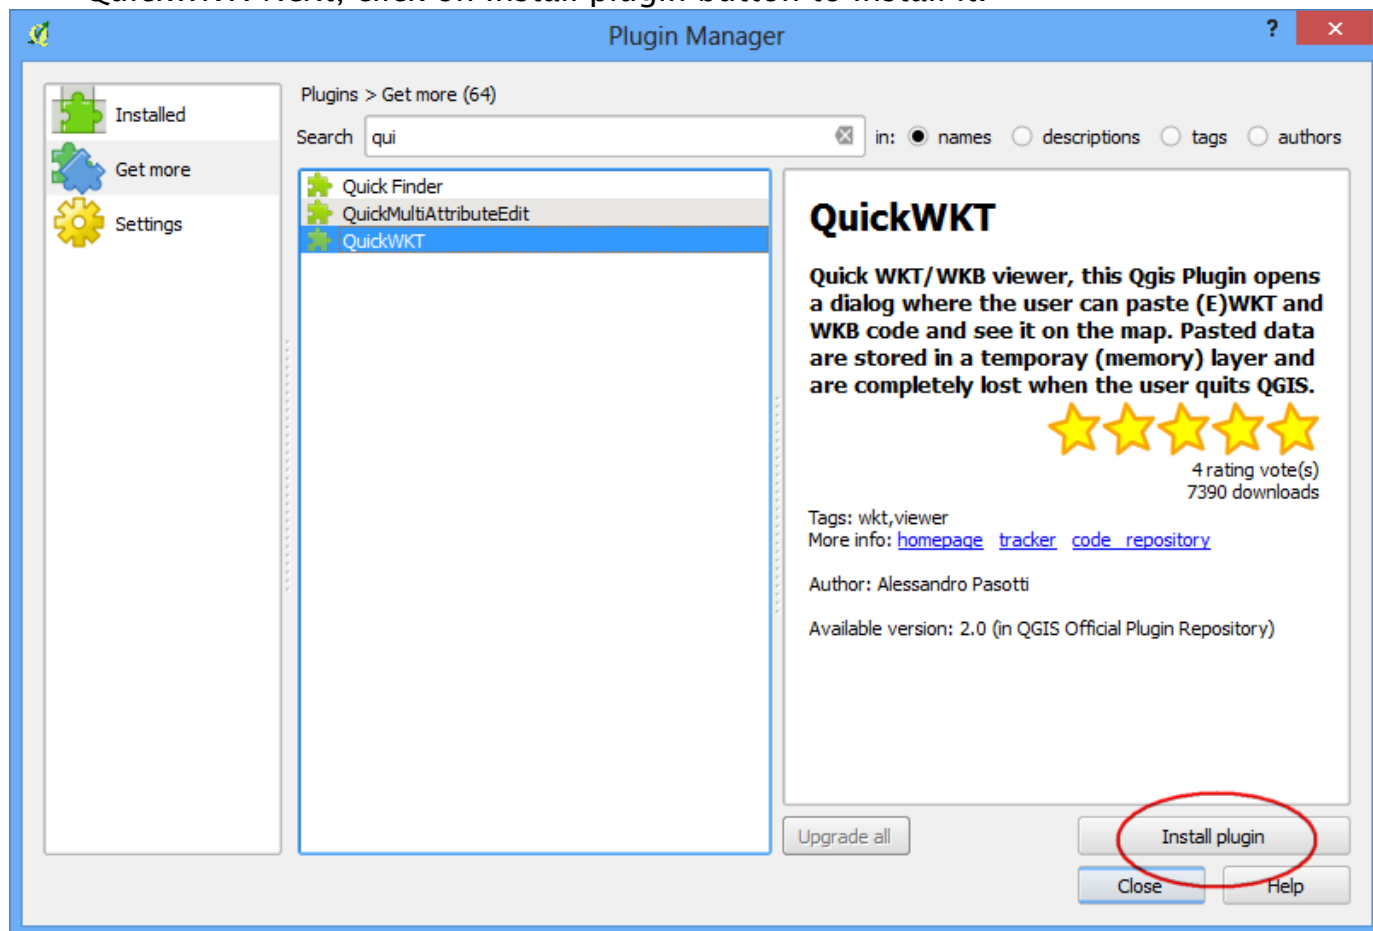 Plugin Manager
?
×
Installed
Get more
Settings
Plugins > Get more (64)
Search qui in: names descriptions tags authors
Quick Finder
QuickMultiAttributeEdit
QuickWKT
QuickWKT
Quick WKT/WKB viewer, this Qgis Plugin opens
a dialog where the user can paste (E)WKT and
WKB code and see it on the map. Pasted data
are stored in a temporay (memory) layer and
are completely lost when the user quits QGIS.
4 rating vote(s)
7390 downloads
Tags: wkt,viewer
More info: homepage tracker code repository
Author: Alessandro Pasotti
Available version: 2.0 (in QGIS Official Plugin Repository)
Upgrade all
Install plugin
Close
Help